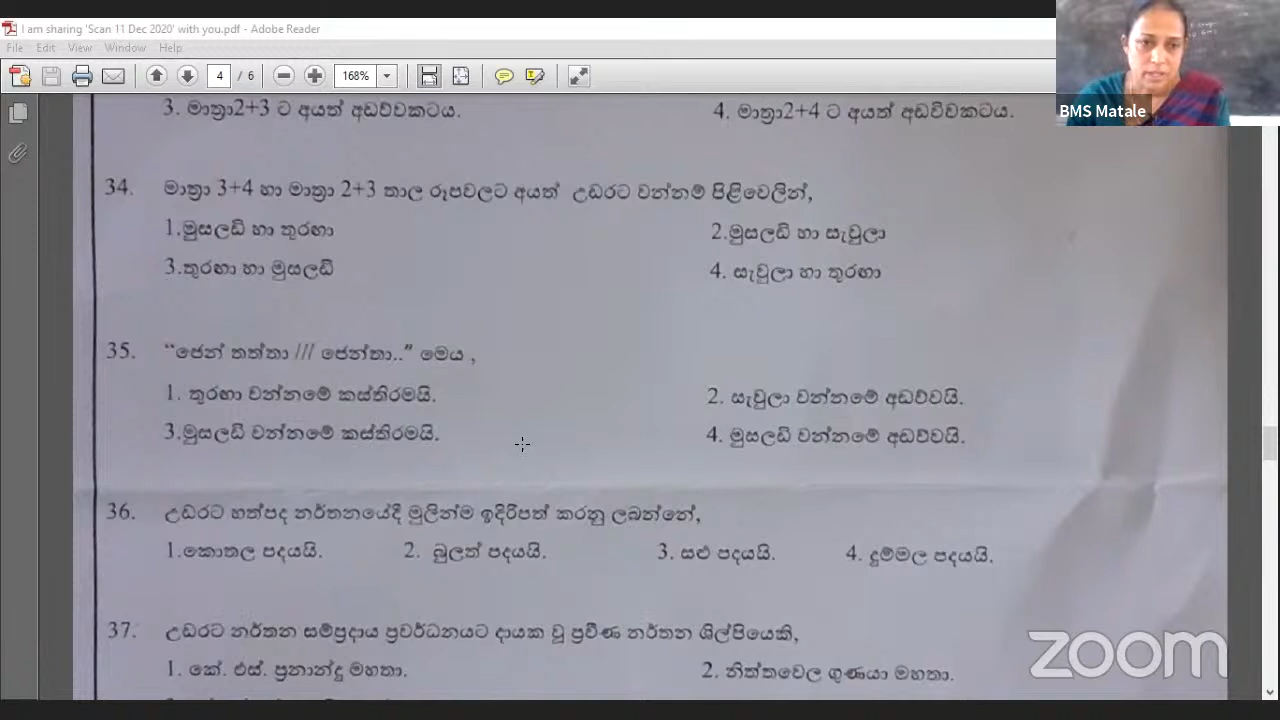 I am sharing 'Scan 11 Dec 2020' with you.pdf - Adobe Reader
File Edit View Window Help
4 / 6 168%
BMS Matale
3. මාත්‍රා2+3 ට අයත් අඩව්වකටය. 4. මාත්‍රා2+4 ට අයත් අඩව්වකටය.
34. මාත්‍රා 3+4 හා මාත්‍රා 2+3 තාල රූපවලට අයත් උඩරට වන්නම් පිළිවෙලින්,
1.මුසලඩි හා තුරඟා 2.මුසලඩි හා සැවුලා
3.තුරඟා හා මුසලඩි 4. සැවුලා හා තුරඟා
35. “ජෙන් තත්තා /// ජෙන්තා..” මෙය ,
1. තුරඟා වන්නමේ කස්තිරමයි. 2. සැවුලා වන්නමේ අඩව්වයි.
3.මුසලඩි වන්නමේ කස්තිරමයි. 4. මුසලඩි වන්නමේ අඩව්වයි.
36. උඩරට හත්පද නර්තනයේදී මුලින්ම ඉදිරිපත් කරනු ලබන්නේ,
1.කොතල පදයයි. 2. බුලත් පදයයි. 3. සළු පදයයි. 4. දුම්මල පදයයි.
37. උඩරට නර්තන සම්ප්‍රදාය ප්‍රවර්ධනයට දායක වූ ප්‍රවීණ නර්තන ශිල්පියෙකි,
1. කේ. එස්. ප්‍රනාන්දු මහතා. 2. නිත්තවෙල ගුණයා මහතා.
zoom